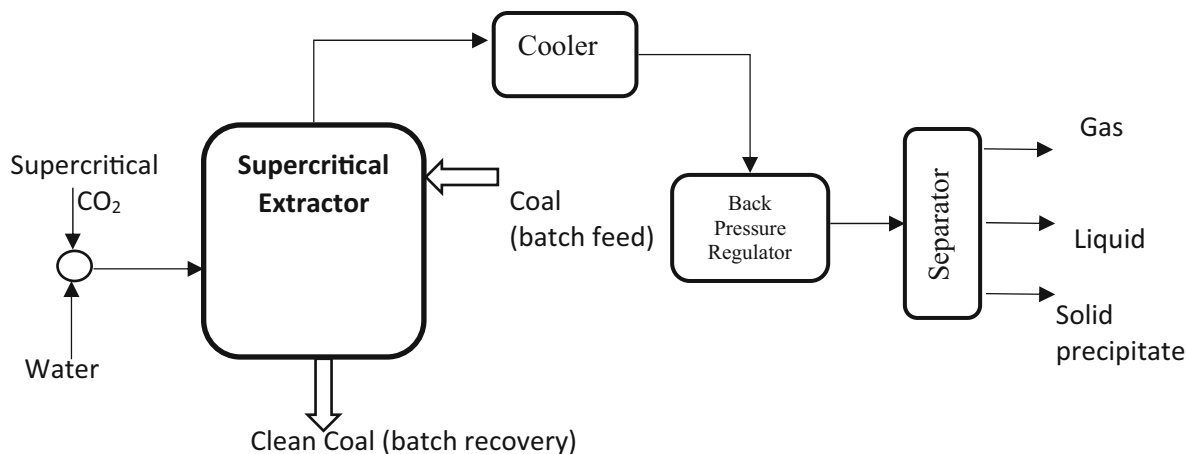 Cooler
Supercritical
CO₂
Water
Supercritical
Extractor
Coal
(batch feed)
Clean Coal (batch recovery)
Back
Pressure
Regulator
Separator
Gas
Liquid
Solid
precipitate